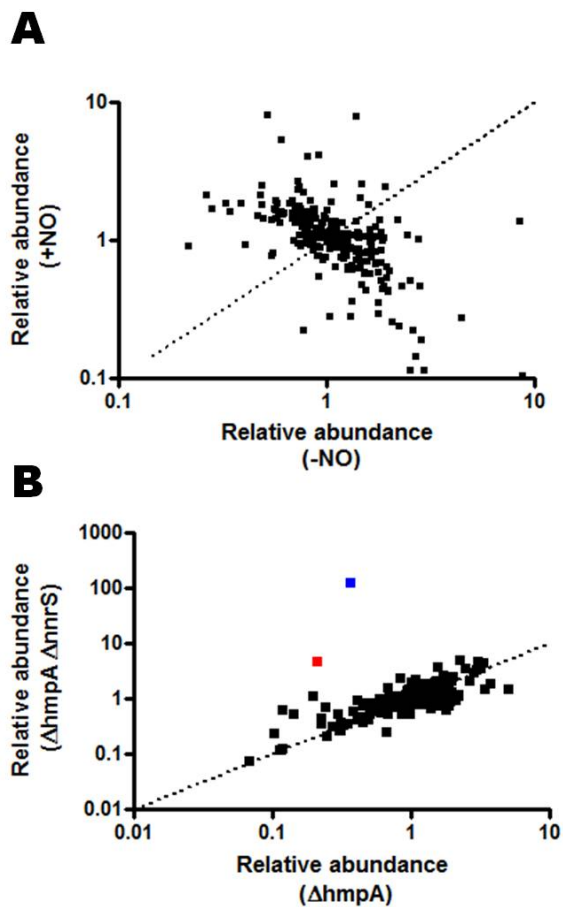 A
10
1
0.1
0.1
1
10
Relative abundance
(+NO)
Relative abundance
(-NO)
B
1000
100
10
1
0.1
0.01
0.01
0.1
1
10
Relative abundance
(ΔhmpA ΔnnrS)
Relative abundance
(ΔhmpA)